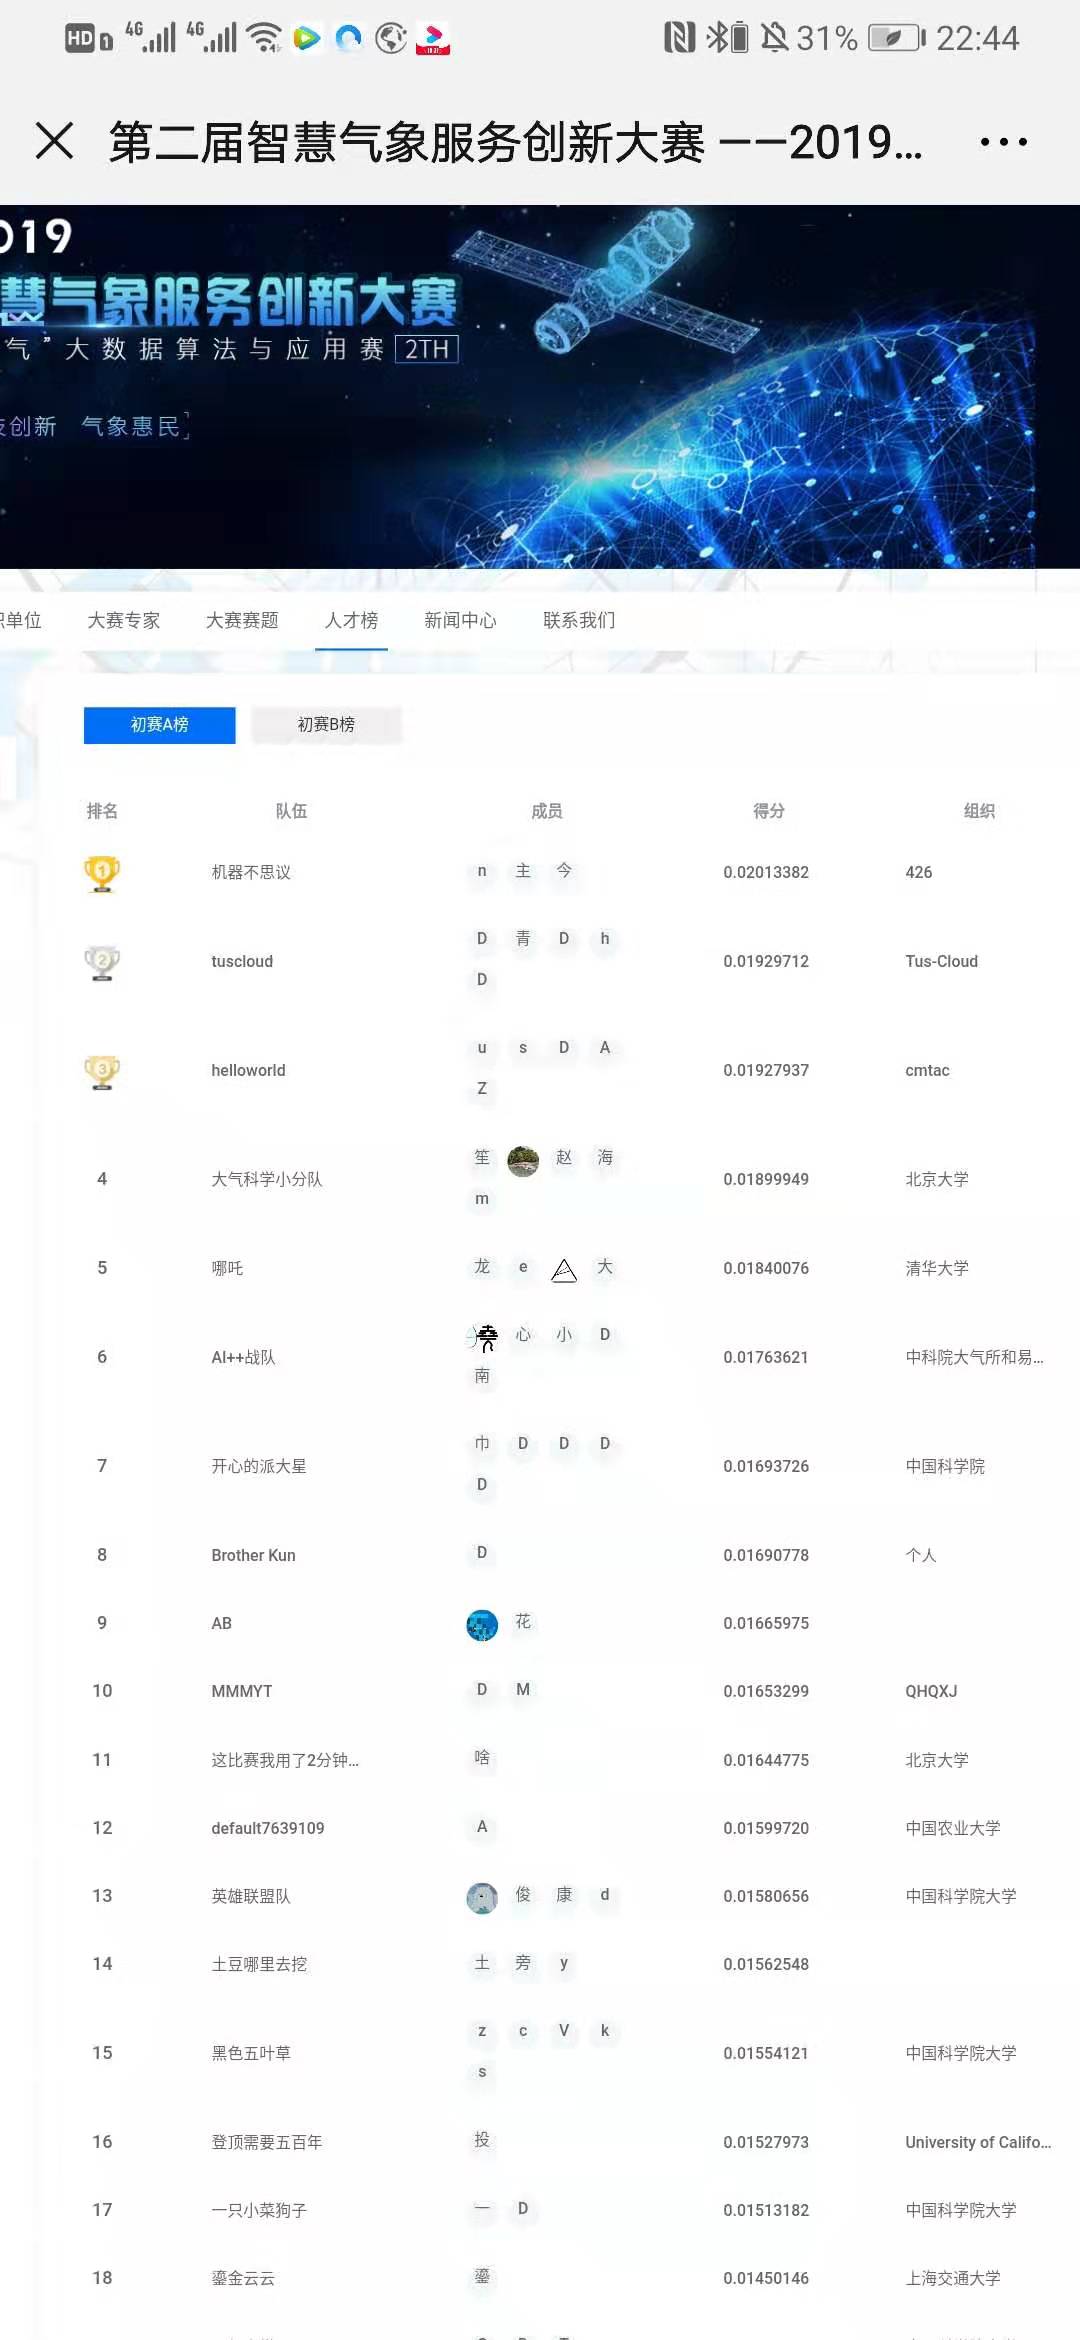 HD 1 4G 4G 31% 22:44
第二届智慧气象服务创新大赛 ——2019...
019
慧气象服务创新大赛
气”大数据算法与应用赛 2TH
创新 气象惠民
单位 大赛专家 大赛赛题 人才榜 新闻中心 联系我们
初赛A榜 初赛B榜
排名 队伍 成员 得分 组织
1 机器不思议 n 主 今 0.02013382 426
D 青 D h
2 tuscloud 0.01929712 Tus-Cloud
D
u s D A
3 helloworld 0.01927937 cmtac
Z
笙 赵 海
4 大气科学小分队 0.01899949 北京大学
m
5 哪吒 龙 e 大 0.01840076 清华大学
心 小 D
6 AI++战队 0.01763621 中科院大气所和易...
南
巾 D D D
7 开心的派大星 0.01693726 中国科学院
D
8 Brother Kun D 0.01690778 个人
9 AB 花 0.01665975
10 MMMYT D M 0.01653299 QHQXJ
11 这比赛我用了2分钟... 啥 0.01644775 北京大学
12 default7639109 A 0.01599720 中国农业大学
13 英雄联盟队 俊 康 d 0.01580656 中国科学院大学
14 土豆哪里去挖 土 旁 y 0.01562548
z c V k
15 黑色五叶草 0.01554121 中国科学院大学
s
16 登顶需要五百年 投 0.01527973 University of Califo...
17 一只小菜狗子 一 D 0.01513182 中国科学院大学
18 鎏金云云 鎏 0.01450146 上海交通大学